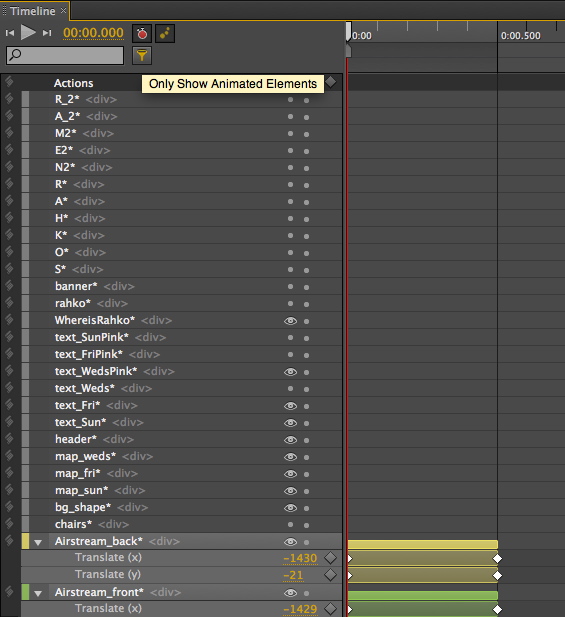 Timeline ×
00:00.000
0:00 0:00.500
Only Show Animated Elements
Actions
R_2* <div>
A_2* <div>
M2* <div>
E2* <div>
N2* <div>
R* <div>
A* <div>
H* <div>
K* <div>
O* <div>
S* <div>
banner* <div>
rahko* <div>
WhereisRahko* <div>
text_SunPink* <div>
text_FriPink* <div>
text_WedsPink* <div>
text_Weds* <div>
text_Fri* <div>
text_Sun* <div>
header* <div>
map_weds* <div>
map_fri* <div>
map_sun* <div>
bg_shape* <div>
chairs* <div>
Airstream_back* <div>
Translate (x) -1430
Translate (y) -21
Airstream_front* <div>
Translate (x) -1429